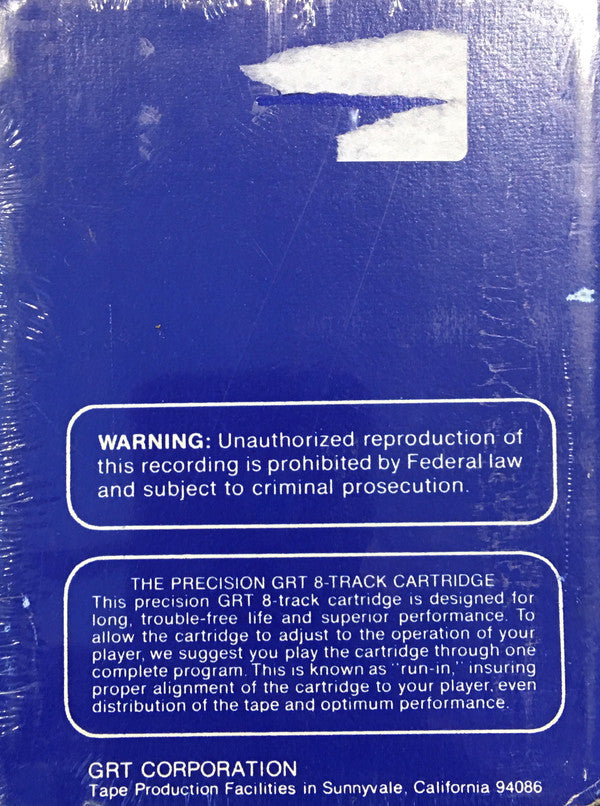 WARNING: Unauthorized reproduction of
this recording is prohibited by Federal law
and subject to criminal prosecution.
THE PRECISION GRT 8-TRACK CARTRIDGE
This precision GRT 8-track cartridge is designed for
long, trouble-free life and superior performance. To
allow the cartridge to adjust to the operation of your
player, we suggest you play the cartridge through one
complete program. This is known as "run-in," insuring
proper alignment of the cartridge to your player, even
distribution of the tape and optimum performance.
GRT CORPORATION
Tape Production Facilities in Sunnyvale, California 94086